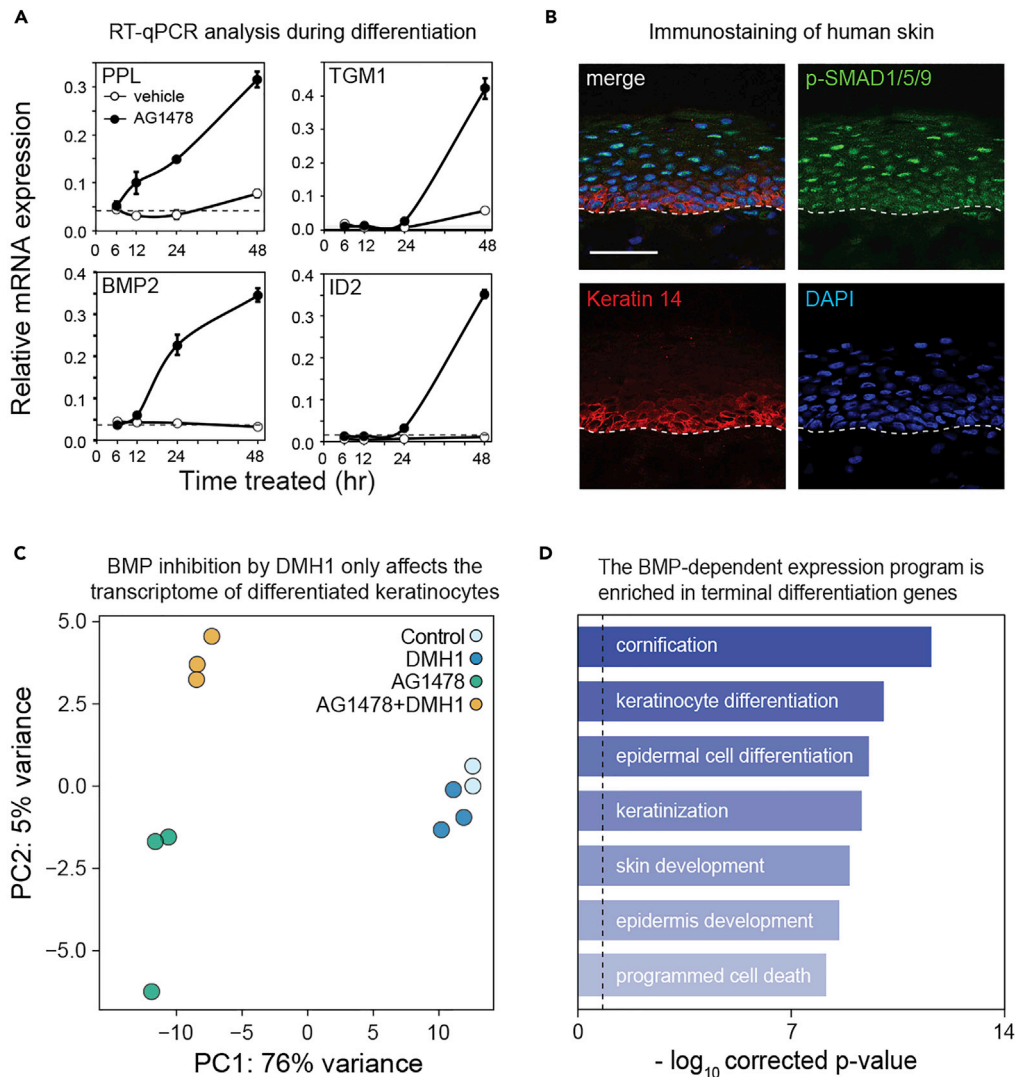 A
RT-qPCR analysis during differentiation
PPL
vehicle
AG1478
0.3
0.2
0.1
0.0
0 6 12 24 48
TGM1
0.6
0.4
0.2
0.0
0 6 12 24 48
BMP2
0.3
0.2
0.1
0.0
0 6 12 24 48
ID2
0.4
0.3
0.2
0.1
0.0
0 6 12 24 48
Relative mRNA expression
Time treated (hr)
B
Immunostaining of human skin
merge
p-SMAD1/5/9
Keratin 14
DAPI
C
BMP inhibition by DMH1 only affects the
transcriptome of differentiated keratinocytes
Control
DMH1
AG1478
AG1478+DMH1
5.0
2.5
0.0
−2.5
−5.0
PC2: 5% variance
−10 −5 0 5 10
PC1: 76% variance
D
The BMP-dependent expression program is
enriched in terminal differentiation genes
cornification
keratinocyte differentiation
epidermal cell differentiation
keratinization
skin development
epidermis development
programmed cell death
0 7 14
- log10 corrected p-value